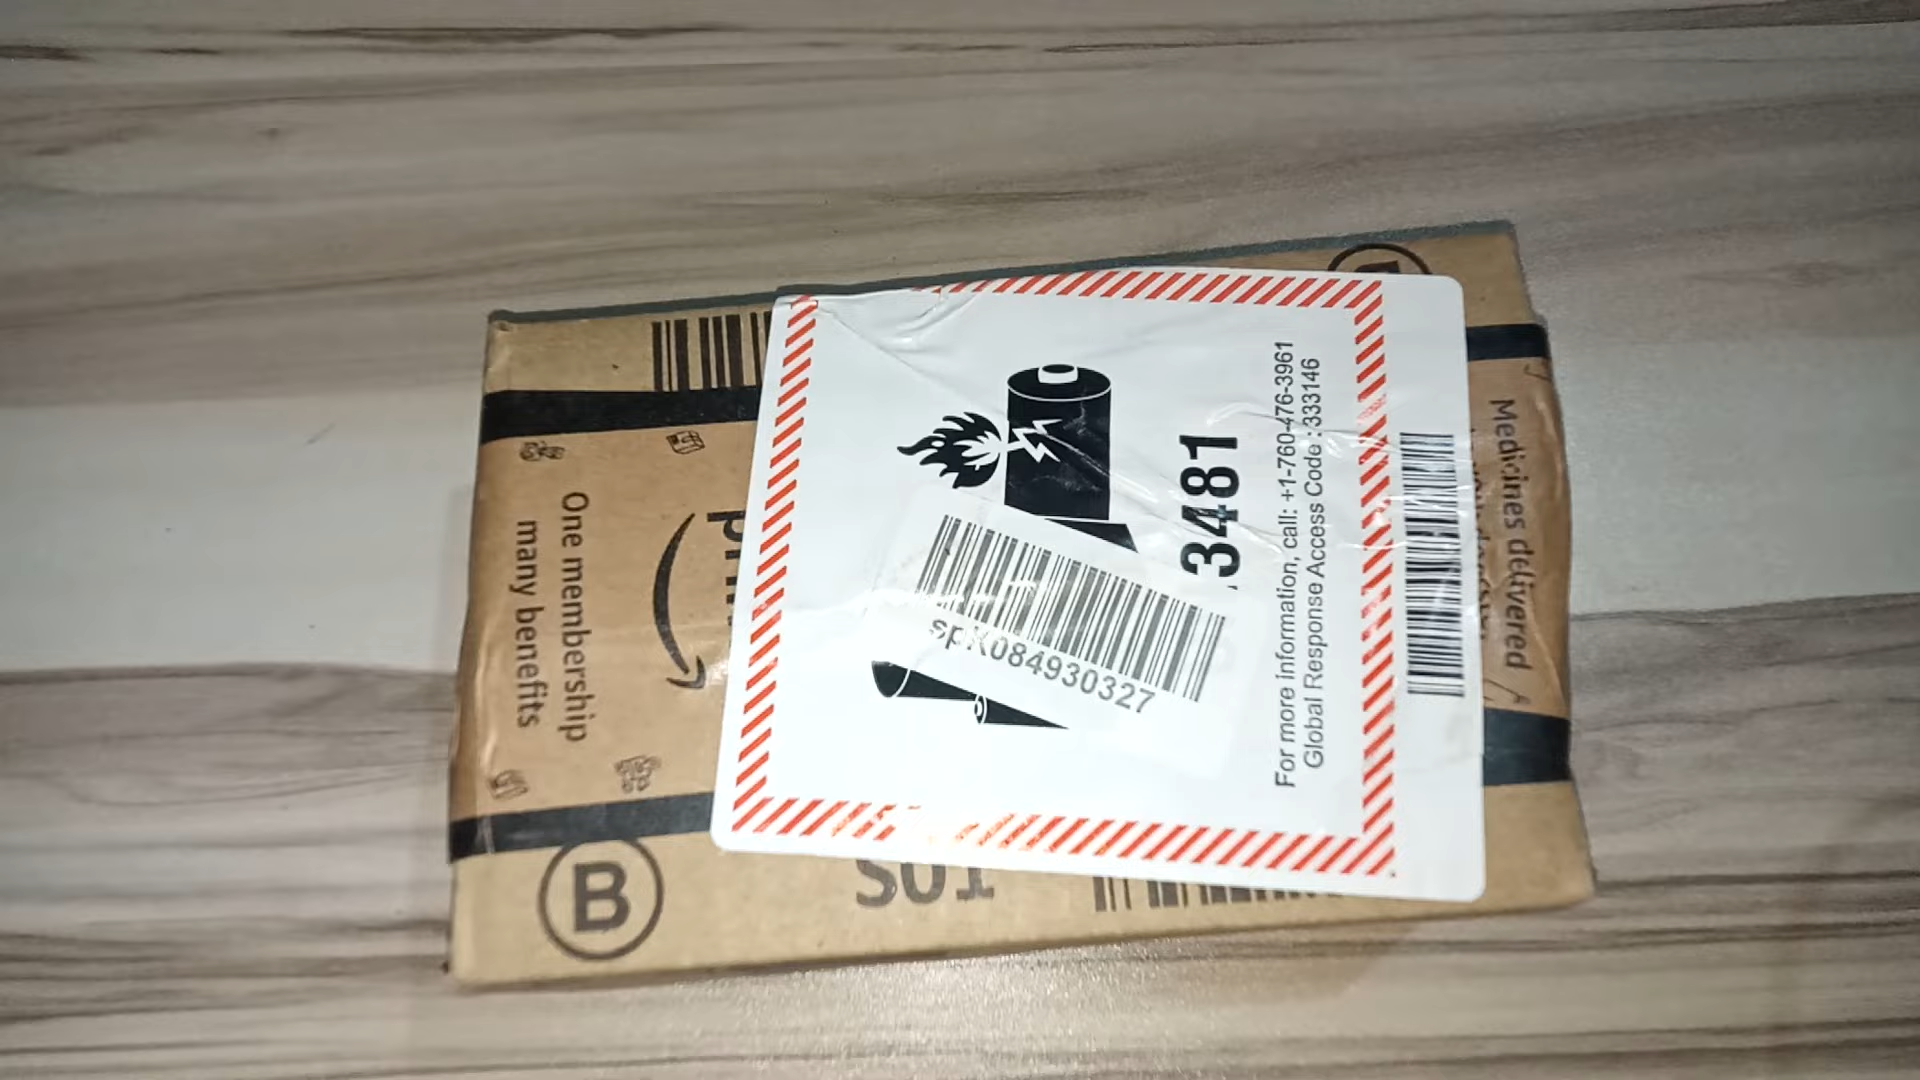 One membership
many benefits
3481
For more information, call: +1-760-476-3961
Global Response Access Code :333146
spX084930327
Medicines delivered
B
S01